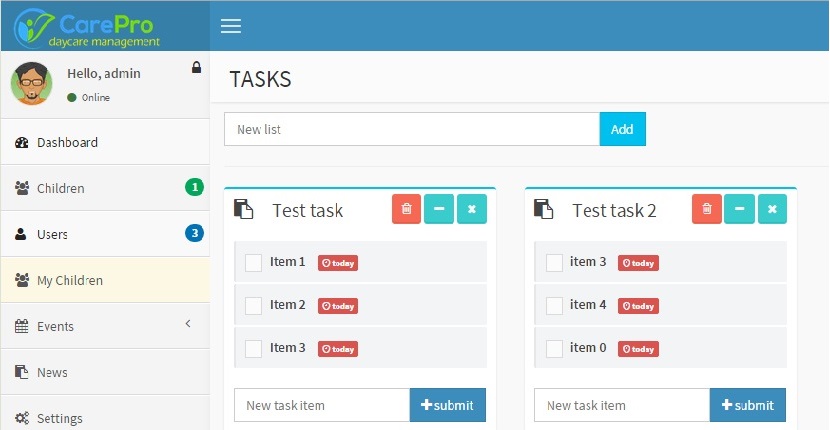 CarePro
daycare management
Hello, admin
Online
Dashboard
Children 1
Users 3
My Children
Events
News
Settings
TASKS
New list Add
Test task
Item 1 today
Item 2 today
Item 3 today
New task item submit
Test task 2
item 3 today
item 4 today
item 0 today
New task item submit